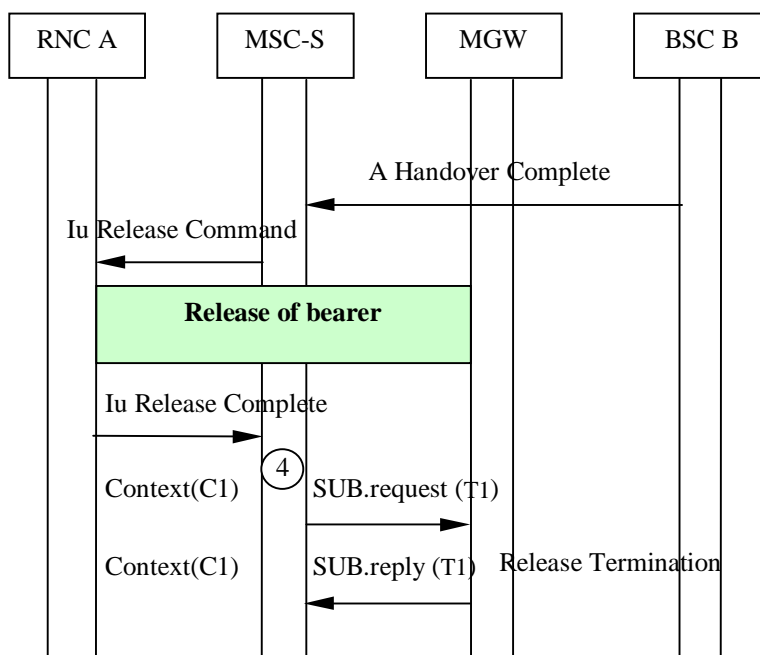 RNC A
MSC-S
MGW
BSC B
A Handover Complete
Iu Release Command
Release of bearer
Iu Release Complete
4
Context(C1)
SUB.request (T1)
Context(C1)
SUB.reply (T1)
Release Termination